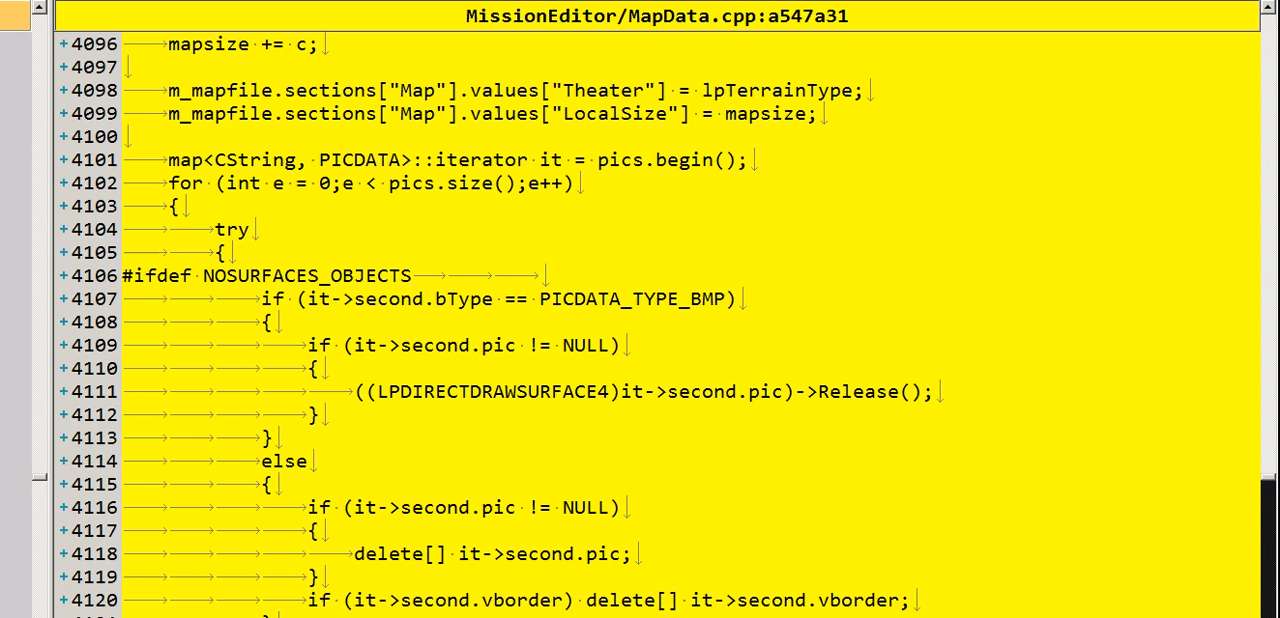 MissionEditor/MapData.cpp:a547a31
+4096 mapsize += c;
+4097
+4098 m_mapfile.sections["Map"].values["Theater"] = lpTerrainType;
+4099 m_mapfile.sections["Map"].values["LocalSize"] = mapsize;
+4100
+4101 map<CString, PICDATA>::iterator it = pics.begin();
+4102 for (int e = 0;e < pics.size();e++)
+4103 {
+4104 try
+4105 {
+4106 #ifdef NOSURFACES_OBJECTS
+4107 if (it->second.bType == PICDATA_TYPE_BMP)
+4108 {
+4109 if (it->second.pic != NULL)
+4110 {
+4111 ((LPDIRECTDRAWSURFACE4)it->second.pic)->Release();
+4112 }
+4113 }
+4114 else
+4115 {
+4116 if (it->second.pic != NULL)
+4117 {
+4118 delete[] it->second.pic;
+4119 }
+4120 if (it->second.vborder) delete[] it->second.vborder;